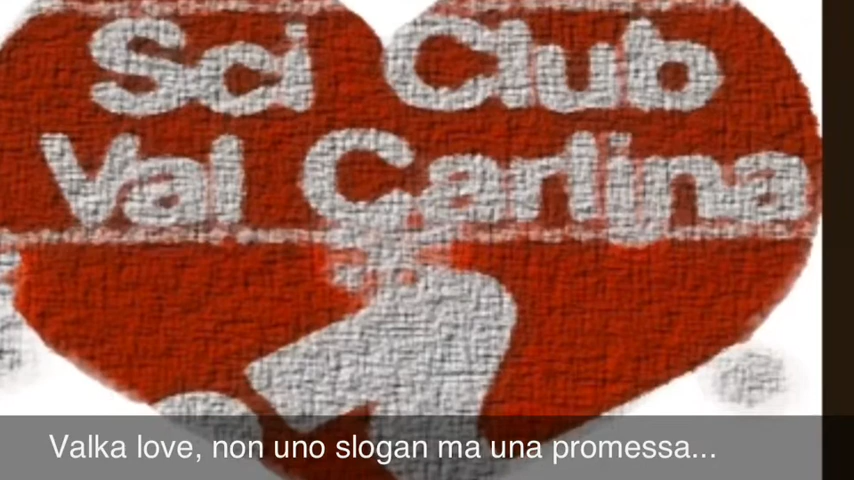 Sci Club
Val Carlina
Valka love, non uno slogan ma una promessa...